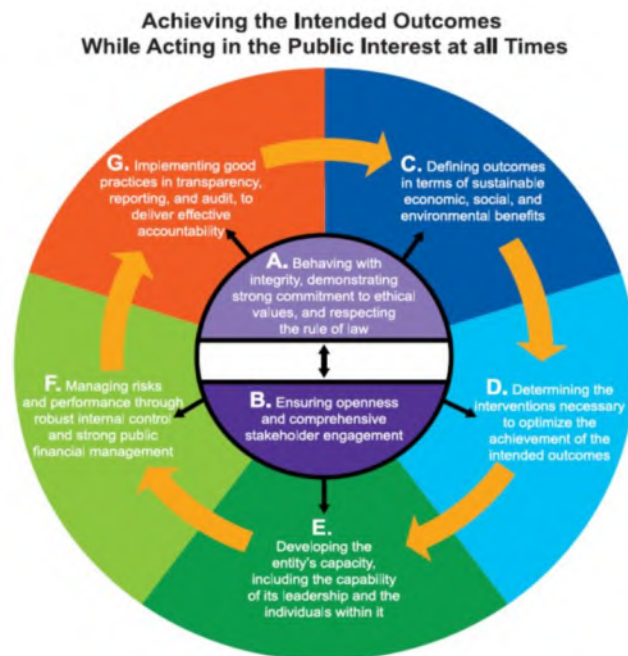 Achieving the Intended Outcomes
While Acting in the Public Interest at all Times
G. Implementing good
practices in transparency,
reporting, and audit, to
deliver effective
accountability
C. Defining outcomes
in terms of sustainable
economic, social, and
environmental benefits
A. Behaving with
integrity, demonstrating
strong commitment to ethical
values, and respecting
the rule of law
B. Ensuring openness
and comprehensive
stakeholder engagement
F. Managing risks
and performance through
robust internal control
and strong public
financial management
D. Determining the
interventions necessary
to optimize the
achievement of the
intended outcomes
E.
Developing the
entity's capacity,
including the capability
of its leadership and the
individuals within it